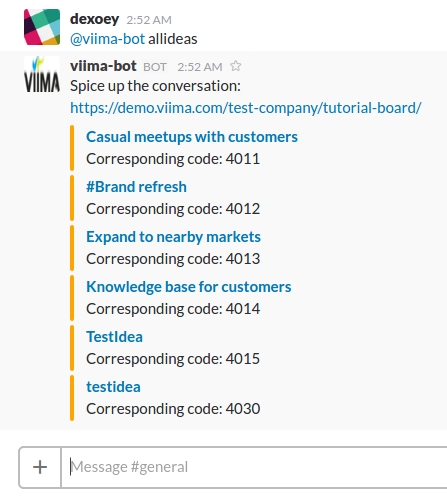 dexoey 2:52 AM
@viima-bot allideas
VIIMA
viima-bot BOT 2:52 AM
Spice up the conversation:
https://demo.viima.com/test-company/tutorial-board/
Casual meetups with customers
Corresponding code: 4011
#Brand refresh
Corresponding code: 4012
Expand to nearby markets
Corresponding code: 4013
Knowledge base for customers
Corresponding code: 4014
TestIdea
Corresponding code: 4015
testidea
Corresponding code: 4030
+ Message #general